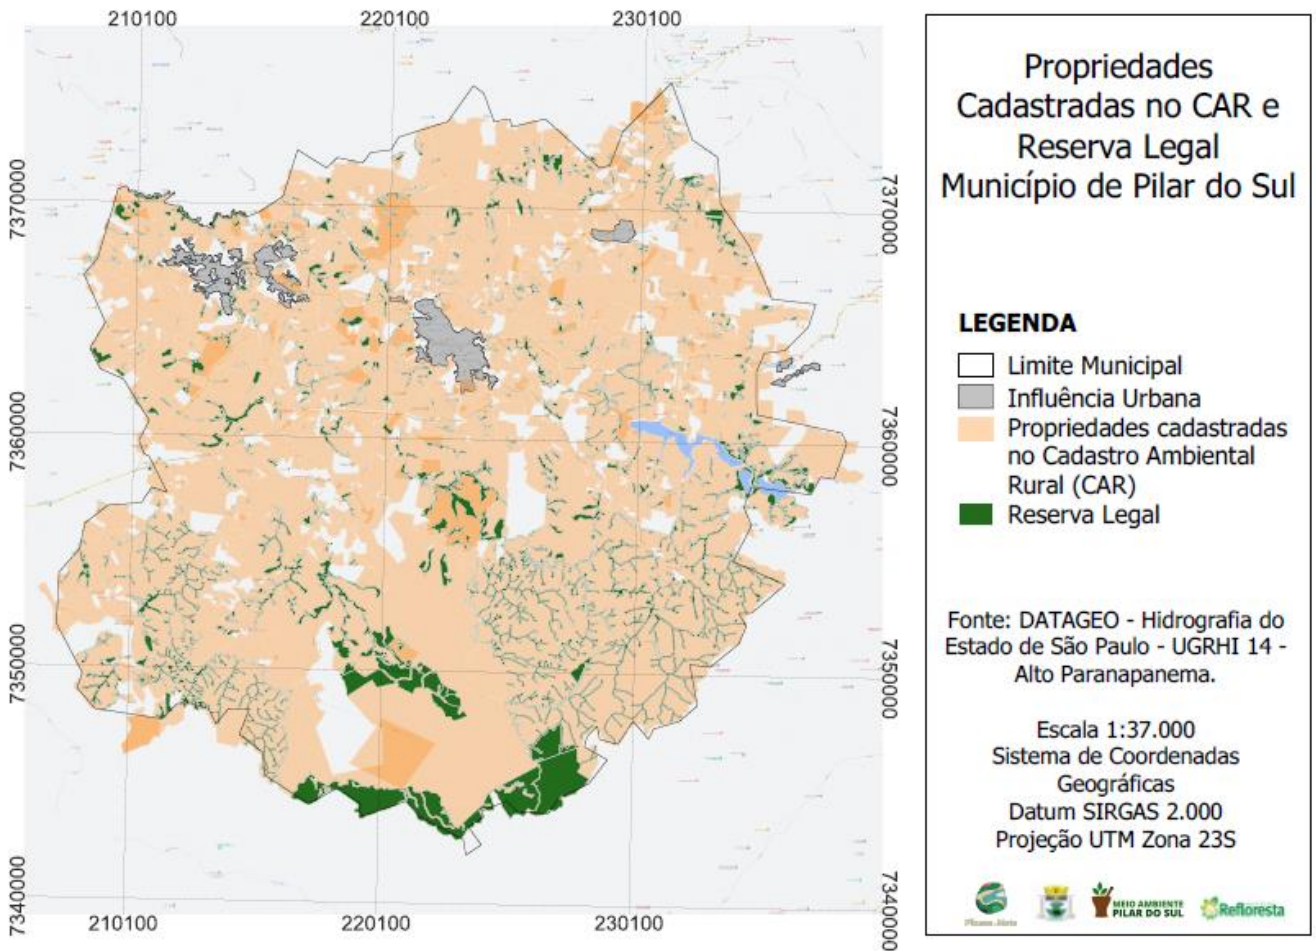 210100
220100
230100
7370000
7360000
7350000
7340000
7370000
7360000
7350000
7340000
210100
220100
230100
Propriedades
Cadastradas no CAR e
Reserva Legal
Município de Pilar do Sul
LEGENDA
Limite Municipal
Influência Urbana
Propriedades cadastradas
no Cadastro Ambiental
Rural (CAR)
Reserva Legal
Fonte: DATAGEO - Hidrografia do
Estado de São Paulo - UGRHI 14 -
Alto Paranapanema.
Escala 1:37.000
Sistema de Coordenadas
Geográficas
Datum SIRGAS 2.000
Projeção UTM Zona 23S
MEIO AMBIENTE
PILAR DO SUL
Refloresta